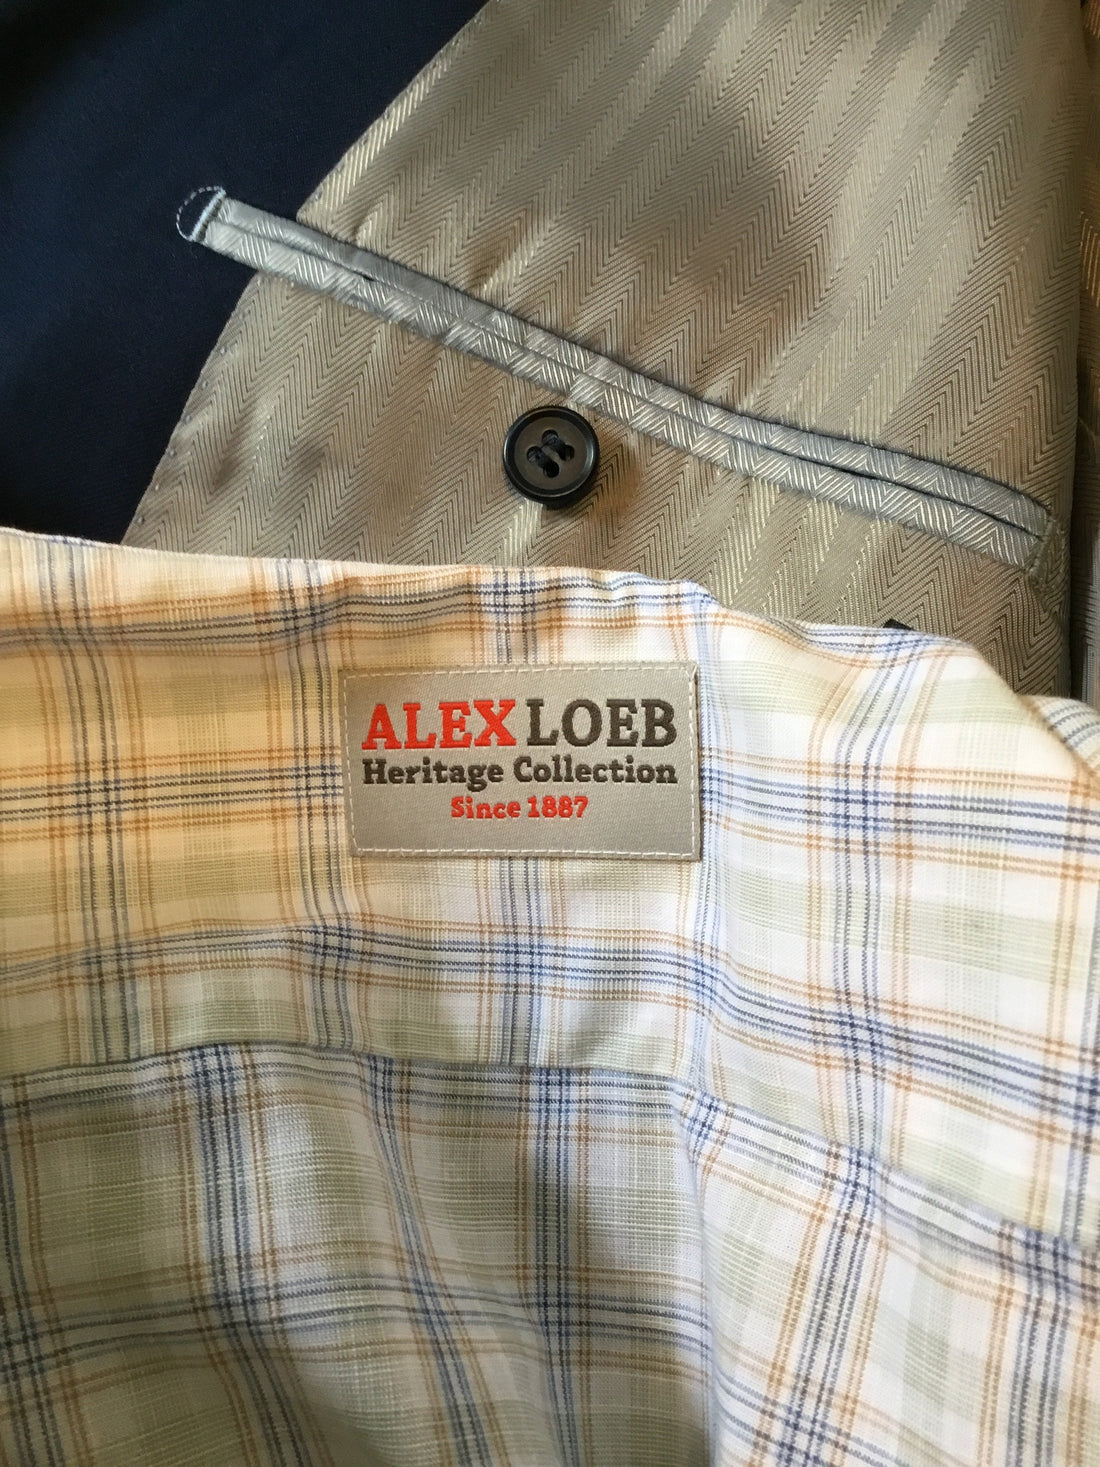 ALEX LOEB
Heritage Collection
Since 1887